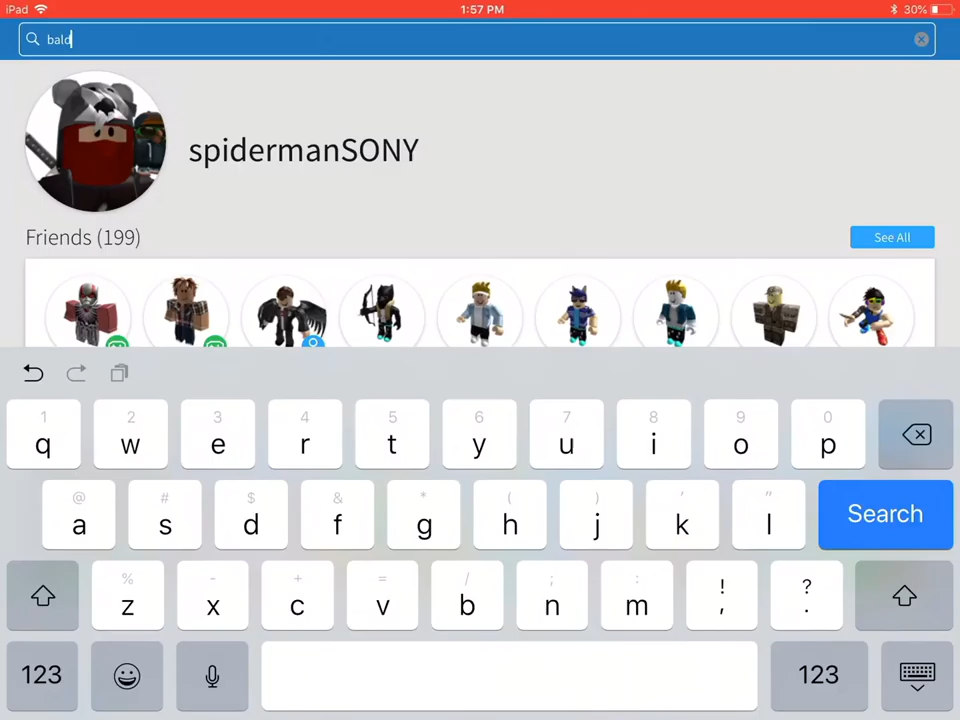 iPad 1:57 PM 30%
bald
spidermanSONY
Friends (199) See All
1 2 3 4 5 6 7 8 9 0
q w e r t y u i o p
@ # $ & * ( ) ' "
a s d f g h j k l Search
% - + = / ; : ! ?
z x c v b n m , .
123 123